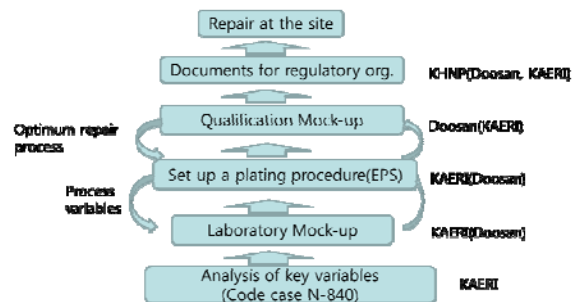 Repair at the site
Documents for regulatory org.
KHNP(Doosan, KAERI)
Qualification Mock-up
Doosan(KAERI)
Optimum repair
process
Set up a plating procedure(EPS)
KAERI(Doosan)
Process
variables
Laboratory Mock-up
KAERI(Doosan)
Analysis of key variables
(Code case N-840)
KAERI